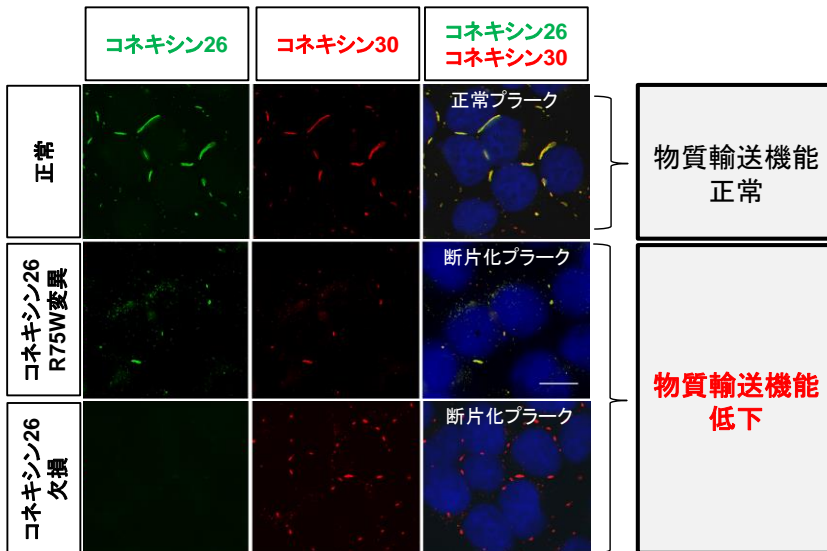 コネキシン26
コネキシン30
コネキシン26
コネキシン30
正常
正常プラーク
物質輸送機能
正常
コネキシン26
R75W変異
断片化プラーク
コネキシン26
欠損
断片化プラーク
物質輸送機能
低下